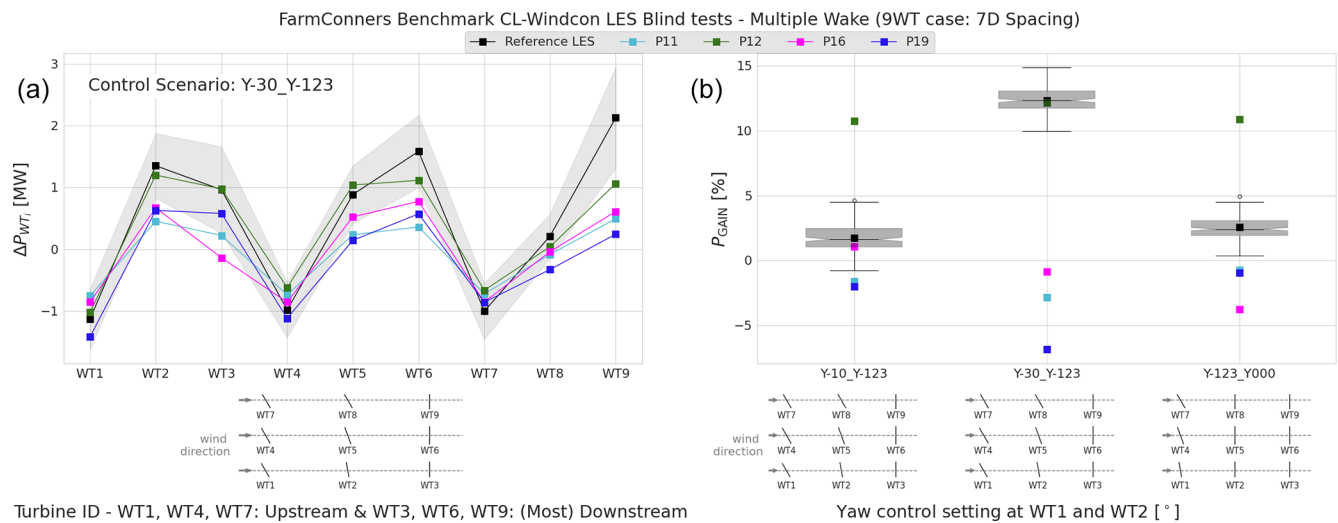 FarmConners Benchmark CL-Windcon LES Blind tests - Multiple Wake (9WT case: 7D Spacing)
Reference LES P11 P12 P16 P19
(a)
Control Scenario: Y-30_Y-123
ΔP_WTi [MW]
3
2
1
0
−1
WT1 WT2 WT3 WT4 WT5 WT6 WT7 WT8 WT9
WT7 WT8 WT9
wind
direction
WT4 WT5 WT6
WT1 WT2 WT3
Turbine ID - WT1, WT4, WT7: Upstream & WT3, WT6, WT9: (Most) Downstream
(b)
P_GAIN [%]
15
10
5
0
−5
Y-10_Y-123 Y-30_Y-123 Y-123_Y000
WT7 WT8 WT9 WT7 WT8 WT9 WT7 WT8 WT9
wind
direction
WT4 WT5 WT6 WT4 WT5 WT6 WT4 WT5 WT6
WT1 WT2 WT3 WT1 WT2 WT3 WT1 WT2 WT3
Yaw control setting at WT1 and WT2 [°]